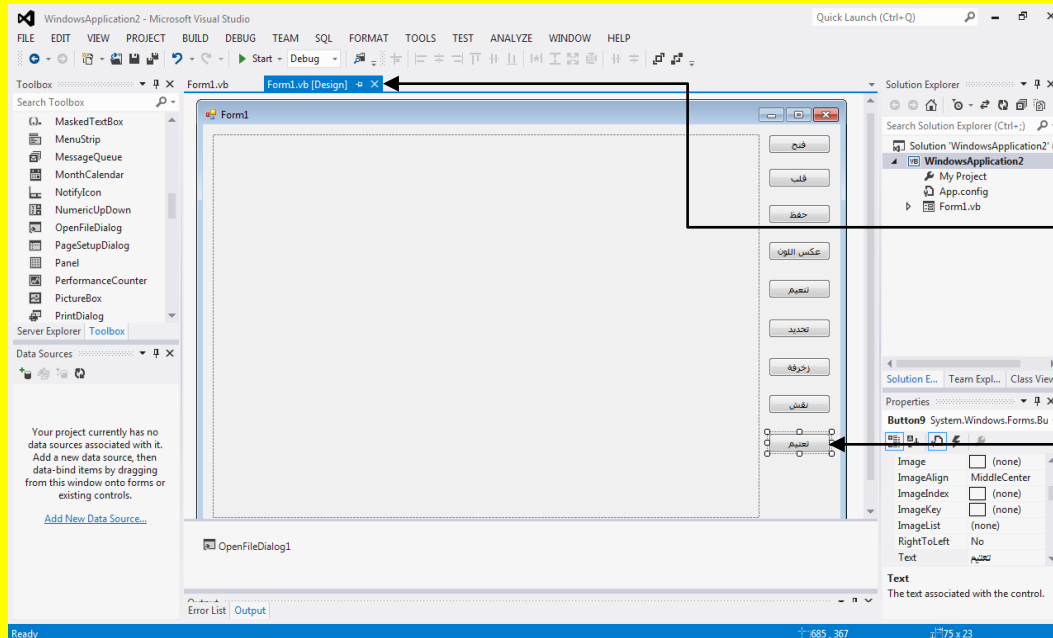 WindowsApplication2 - Microsoft Visual Studio
Quick Launch (Ctrl+Q)
FILE EDIT VIEW PROJECT BUILD DEBUG TEAM SQL FORMAT TOOLS TEST ANALYZE WINDOW HELP
Start Debug
Toolbox
Search Toolbox
MaskedTextBox
MenuStrip
MessageQueue
MonthCalendar
NotifyIcon
NumericUpDown
OpenFileDialog
PageSetupDialog
Panel
PerformanceCounter
PictureBox
PrintDialog
Server Explorer Toolbox
Data Sources
Your project currently has no
data sources associated with it.
Add a new data source, then
data-bind items by dragging
from this window onto forms or
existing controls.
Add New Data Source...
Form1.vb Form1.vb [Design]
Form1
فتح
قلب
حفظ
عكس اللون
تنعيم
تحديد
زخرفه
نقش
تعتيم
OpenFileDialog1
Output
Error List Output
Solution Explorer
Search Solution Explorer (Ctrl+;)
Solution 'WindowsApplication2'
WindowsApplication2
My Project
App.config
Form1.vb
Solution E... Team Expl... Class View
Properties
Button9 System.Windows.Forms.Bu
Image (none)
ImageAlign MiddleCenter
ImageIndex (none)
ImageKey (none)
ImageList (none)
RightToLeft No
Text تعتيم
Text
The text associated with the control.
Ready 685 , 367 75 x 23